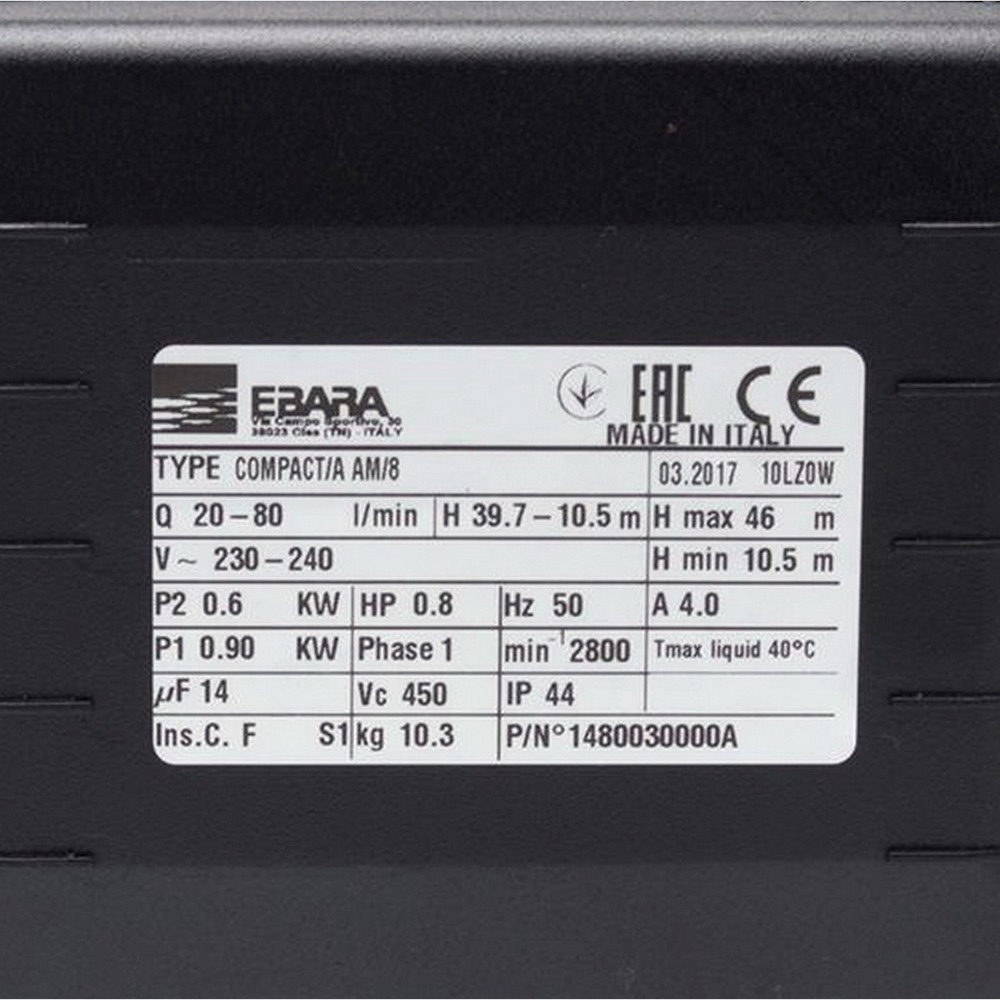 EBARA
Via Campo Sportivo, 30
38023 Cles (TN) - ITALY
EAC CE
MADE IN ITALY
TYPE COMPACT/A AM/8 03.2017 10LZ0W
Q 20-80 l/min H 39.7-10.5 m H max 46 m
V~ 230-240 H min 10.5 m
P2 0.6 KW HP 0.8 Hz 50 A 4.0
P1 0.90 KW Phase 1 min⁻¹ 2800 Tmax liquid 40°C
µF 14 Vc 450 IP 44
Ins.C. F S1 kg 10.3 P/N°1480030000A